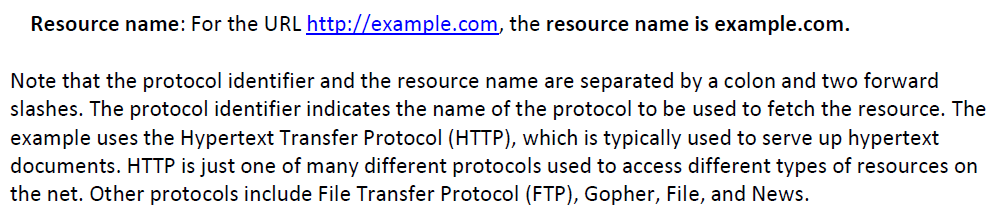 Resource name: For the URL http://example.com, the resource name is example.com.
Note that the protocol identifier and the resource name are separated by a colon and two forward
slashes. The protocol identifier indicates the name of the protocol to be used to fetch the resource. The
example uses the Hypertext Transfer Protocol (HTTP), which is typically used to serve up hypertext
documents. HTTP is just one of many different protocols used to access different types of resources on
the net. Other protocols include File Transfer Protocol (FTP), Gopher, File, and News.